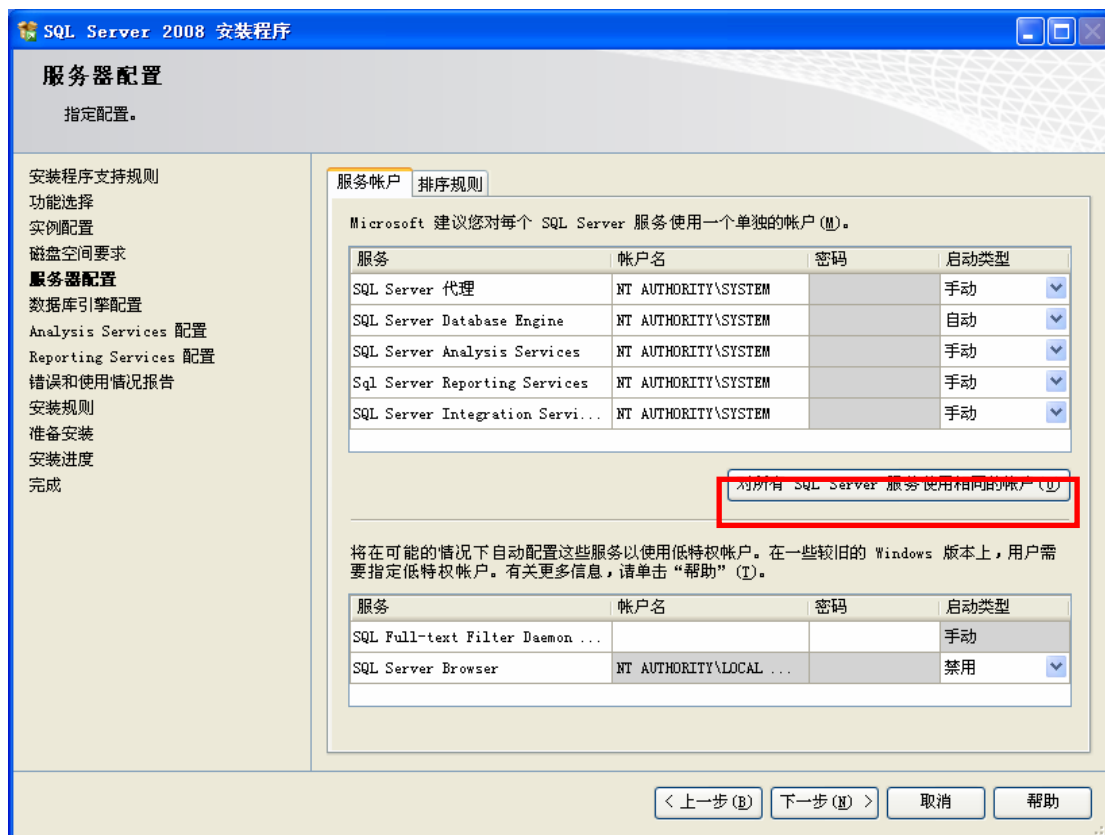 SQL Server 2008 安装程序
服务器配置
指定配置。
安装程序支持规则
功能选择
实例配置
磁盘空间要求
服务器配置
数据库引擎配置
Analysis Services 配置
Reporting Services 配置
错误和使用情况报告
安装规则
准备安装
安装进度
完成
服务帐户 排序规则
Microsoft 建议您对每个 SQL Server 服务使用一个单独的帐户(M)。
服务 帐户名 密码 启动类型
SQL Server 代理 NT AUTHORITY\SYSTEM 手动
SQL Server Database Engine NT AUTHORITY\SYSTEM 自动
SQL Server Analysis Services NT AUTHORITY\SYSTEM 手动
Sql Server Reporting Services NT AUTHORITY\SYSTEM 手动
SQL Server Integration Servi... NT AUTHORITY\SYSTEM 手动
对所有 SQL Server 服务使用相同的帐户(U)
将在可能的情况下自动配置这些服务以使用低特权帐户。在一些较旧的 Windows 版本上，用户需
要指定低特权帐户。有关更多信息，请单击“帮助”(T)。
服务 帐户名 密码 启动类型
SQL Full-text Filter Daemon ... 手动
SQL Server Browser NT AUTHORITY\LOCAL ... 禁用
< 上一步(B) 下一步(N) > 取消 帮助